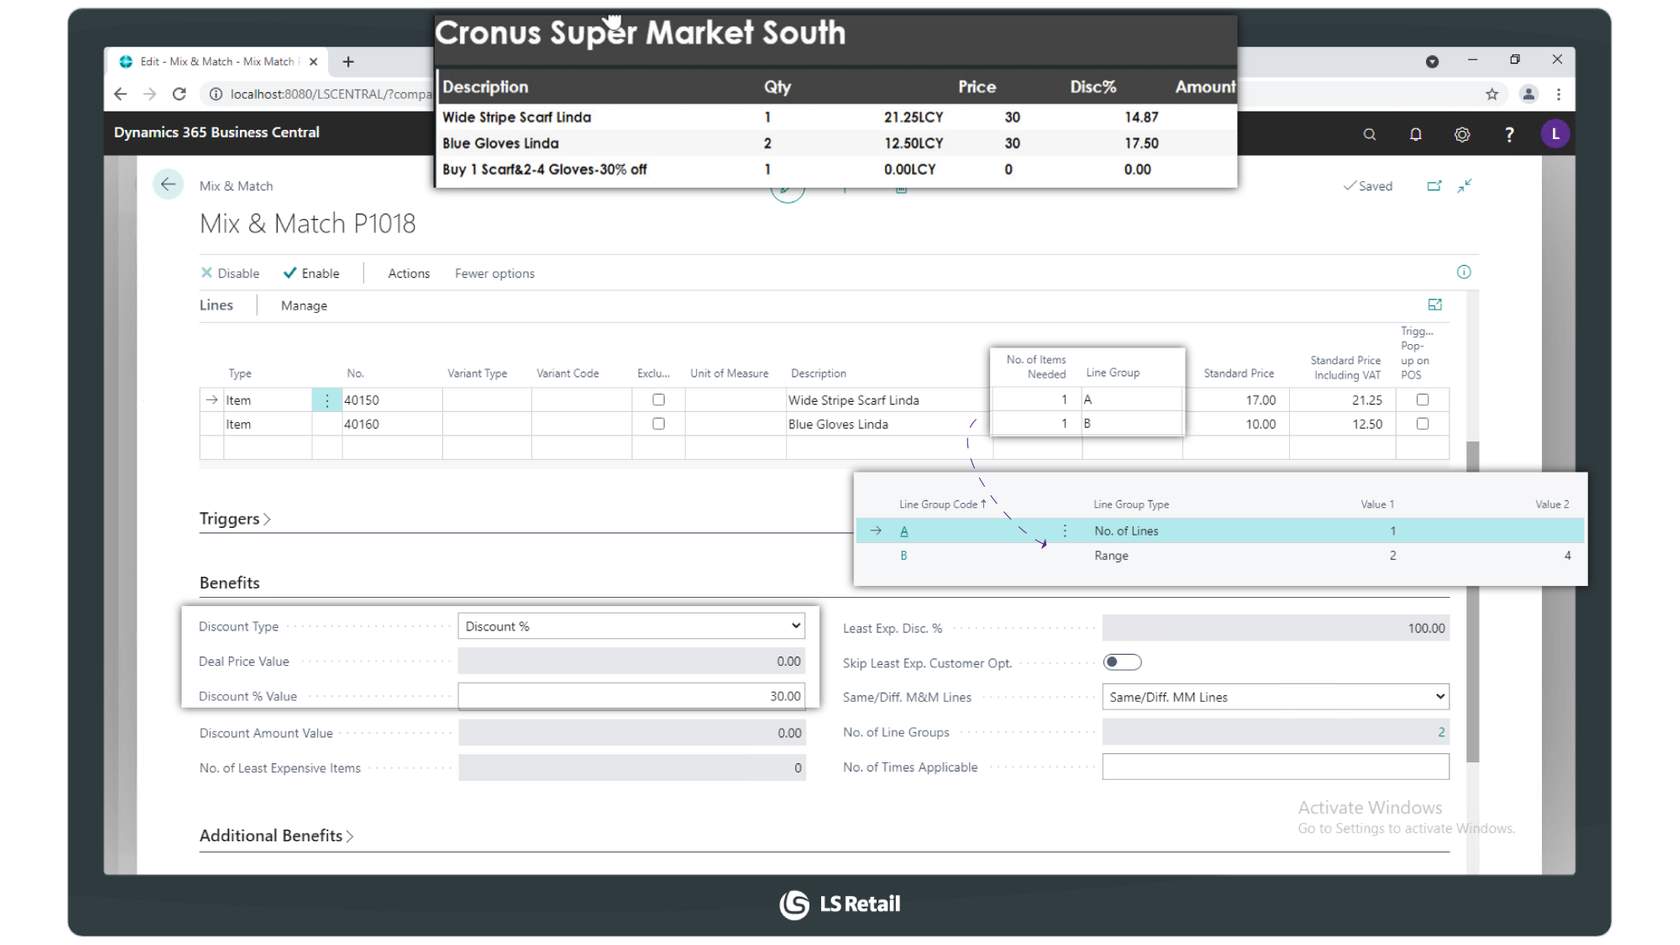 Cronus Super Market South
Description Qty Price Disc% Amount
Wide Stripe Scarf Linda 1 21.25LCY 30 14.87
Blue Gloves Linda 2 12.50LCY 30 17.50
Buy 1 Scarf&2-4 Gloves-30% off 1 0.00LCY 0 0.00
Edit - Mix & Match - Mix Match
localhost:8080/LSCENTRAL/?compa
Dynamics 365 Business Central
L
Mix & Match
Saved
Mix & Match P1018
Disable Enable Actions Fewer options
Lines Manage
Type No. Variant Type Variant Code Exclu... Unit of Measure Description No. of Items Needed Line Group Standard Price Standard Price Including VAT Trigg... Pop-up on POS
Item 40150 Wide Stripe Scarf Linda 1 A 17.00 21.25
Item 40160 Blue Gloves Linda 1 B 10.00 12.50
Line Group Code Line Group Type Value 1 Value 2
A No. of Lines 1
B Range 2 4
Triggers
Benefits
Discount Type Discount %
Deal Price Value 0.00
Discount % Value 30.00
Discount Amount Value 0.00
No. of Least Expensive Items 0
Least Exp. Disc. % 100.00
Skip Least Exp. Customer Opt.
Same/Diff. M&M Lines Same/Diff. MM Lines
No. of Line Groups 2
No. of Times Applicable
Activate Windows
Go to Settings to activate Windows.
Additional Benefits
LS Retail